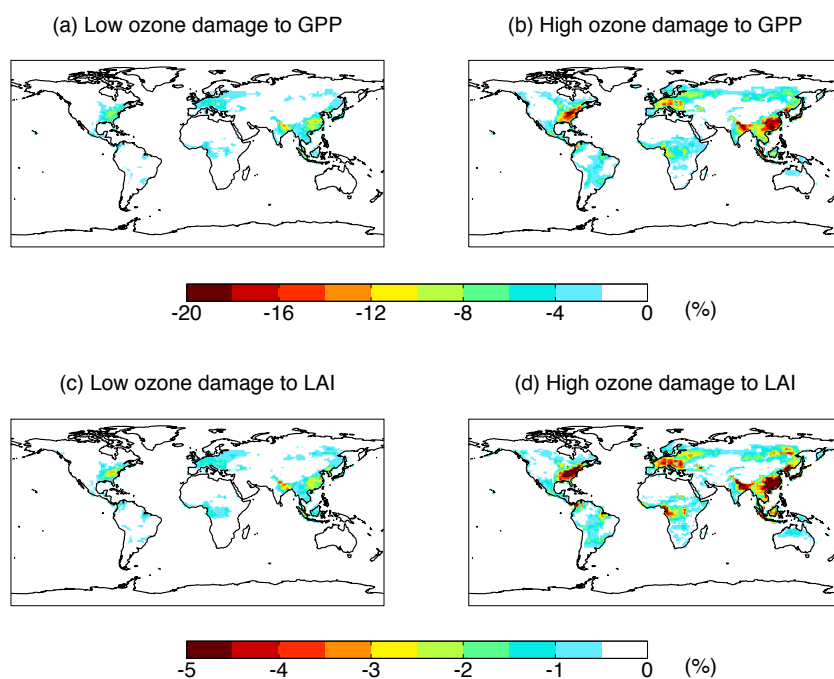 (a) Low ozone damage to GPP
(b) High ozone damage to GPP
-20 -16 -12 -8 -4 0 (%)
(c) Low ozone damage to LAI
(d) High ozone damage to LAI
-5 -4 -3 -2 -1 0 (%)